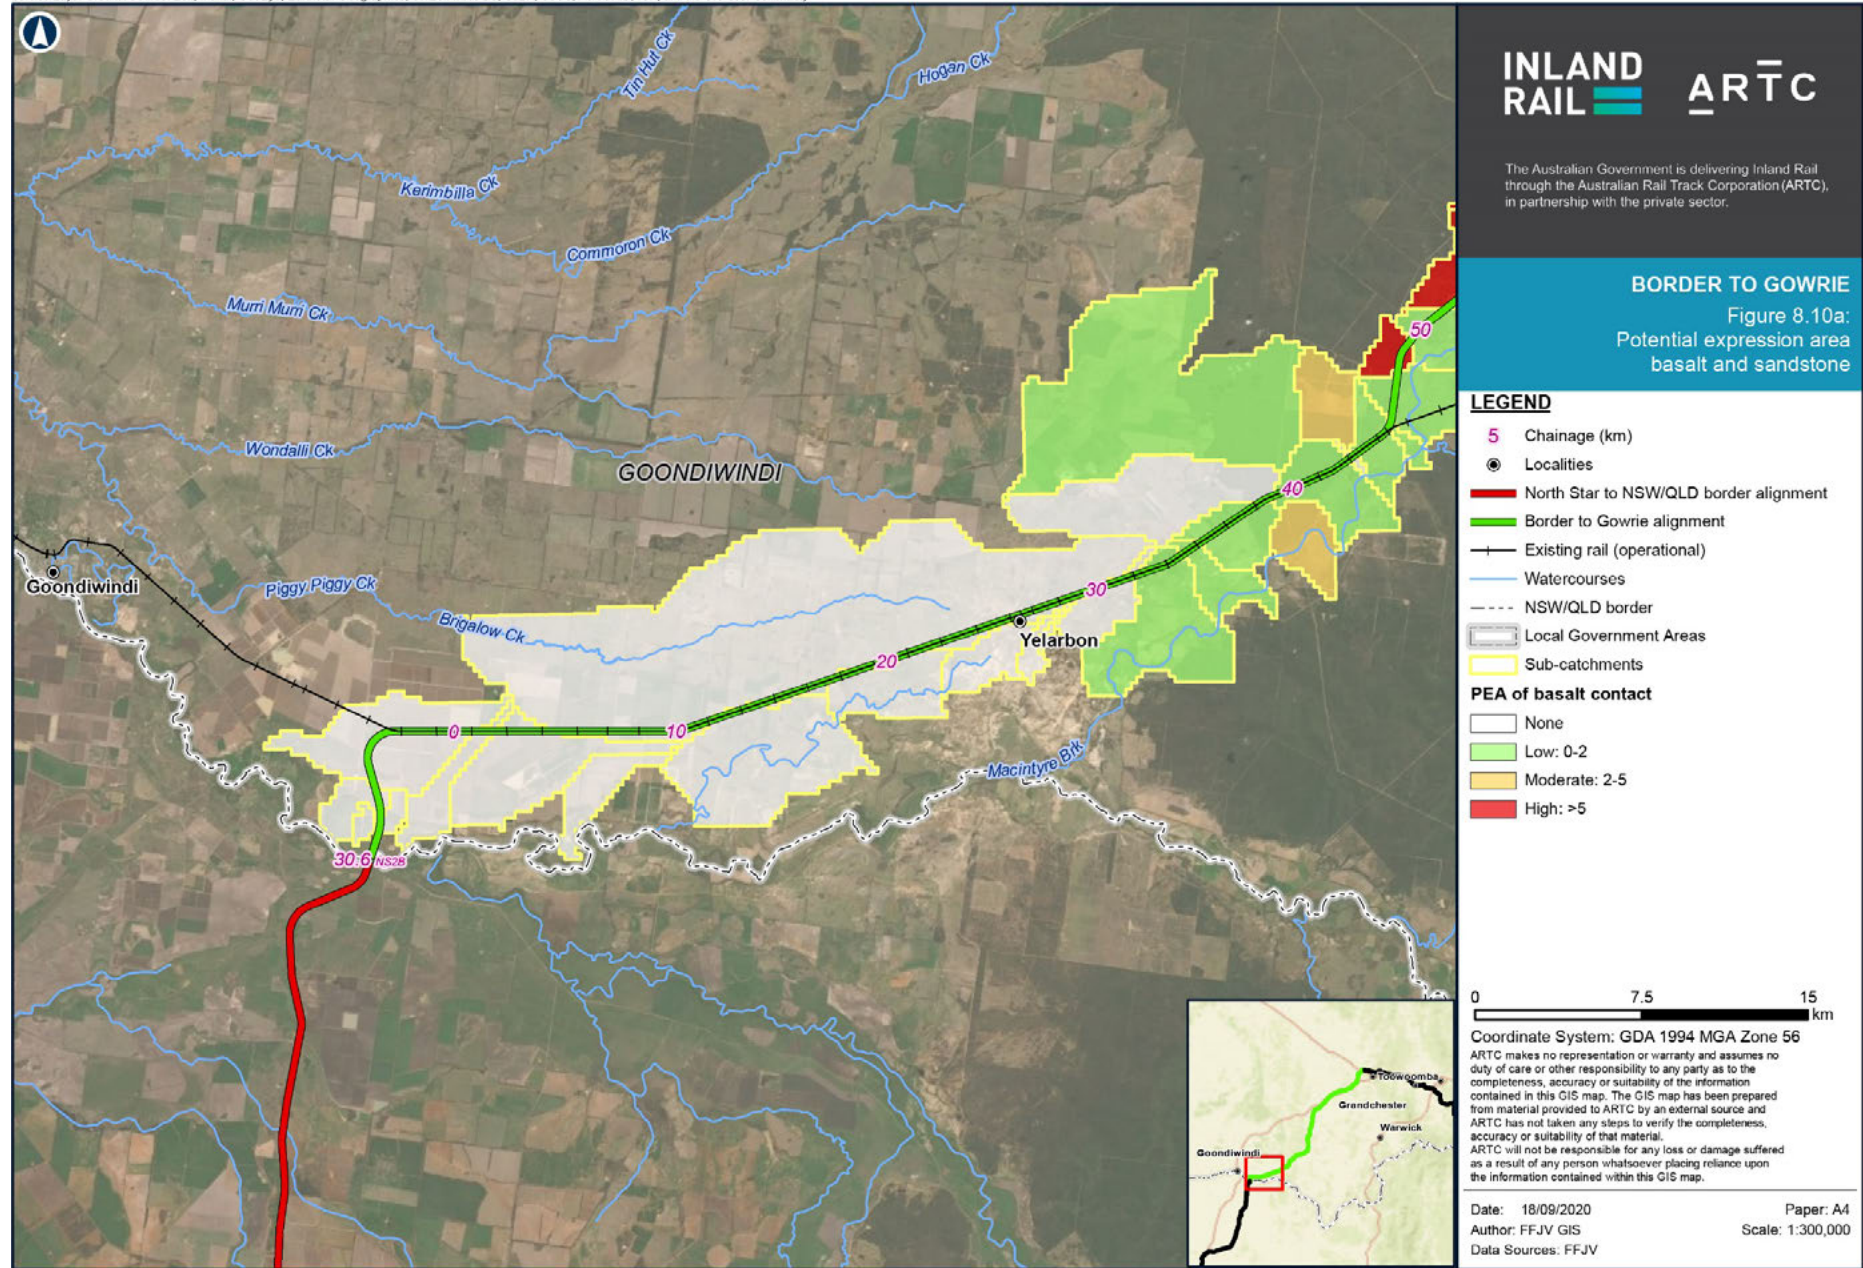 Tin Hut Ck
Hogan Ck
Kerimbilla Ck
Commoron Ck
Murri Murri Ck
Wondalli Ck
GOONDIWINDI
50
40
Goondiwindi
Piggy Piggy Ck
Brigalow Ck
30
Yelarbon
20
0
10
Macintyre Brk
30.6 NS2B
INLAND
RAIL
ARTC
The Australian Government is delivering Inland Rail
through the Australian Rail Track Corporation (ARTC),
in partnership with the private sector.
BORDER TO GOWRIE
Figure 8.10a:
Potential expression area
basalt and sandstone
LEGEND
5 Chainage (km)
Localities
North Star to NSW/QLD border alignment
Border to Gowrie alignment
Existing rail (operational)
Watercourses
NSW/QLD border
Local Government Areas
Sub-catchments
PEA of basalt contact
None
Low: 0-2
Moderate: 2-5
High: >5
0 7.5 15
km
Coordinate System: GDA 1994 MGA Zone 56
ARTC makes no representation or warranty and assumes no
duty of care or other responsibility to any party as to the
completeness, accuracy or suitability of the information
contained in this GIS map. The GIS map has been prepared
from material provided to ARTC by an external source and
ARTC has not taken any steps to verify the completeness,
accuracy or suitability of that material.
ARTC will not be responsible for any loss or damage suffered
as a result of any person whatsoever placing reliance upon
the information contained within this GIS map.
Date: 18/09/2020 Paper: A4
Author: FFJV GIS Scale: 1:300,000
Data Sources: FFJV
Toowoomba
Grandchester
Warwick
Goondiwindi